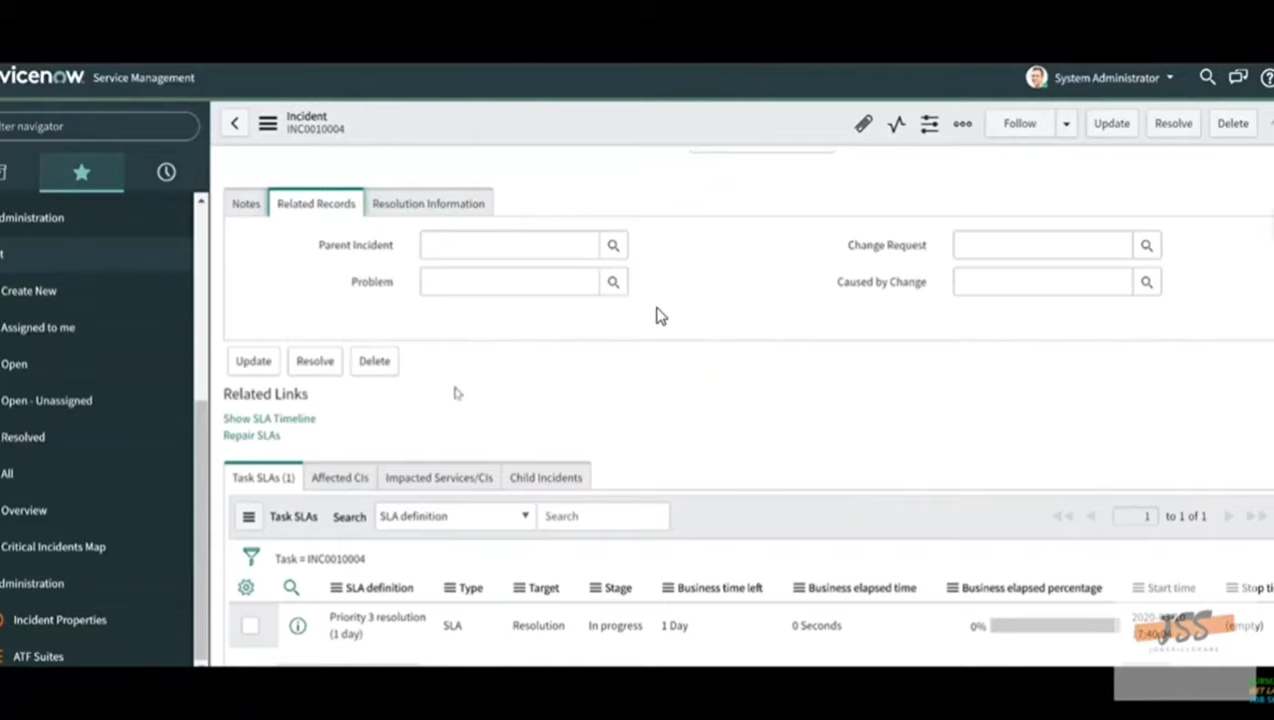 vicenow Service Management
System Administrator
lter navigator
Incident
INC0010004
Follow
Update
Resolve
Delete
dministration
t
Create New
Assigned to me
Open
Open - Unassigned
Resolved
All
Overview
Critical Incidents Map
dministration
Incident Properties
ATF Suites
Notes
Related Records
Resolution Information
Parent Incident
Change Request
Problem
Caused by Change
Update
Resolve
Delete
Related Links
Show SLA Timeline
Repair SLAs
Task SLAs (1)
Affected CIs
Impacted Services/CIs
Child Incidents
Task SLAs Search SLA definition Search
1 to 1 of 1
Task = INC0010004
SLA definition Type Target Stage Business time left Business elapsed time Business elapsed percentage Start time Stop ti
Priority 3 resolution (1 day) SLA Resolution In progress 1 Day 0 Seconds 0% (empty)
JSS
JOBSKILLSHARE